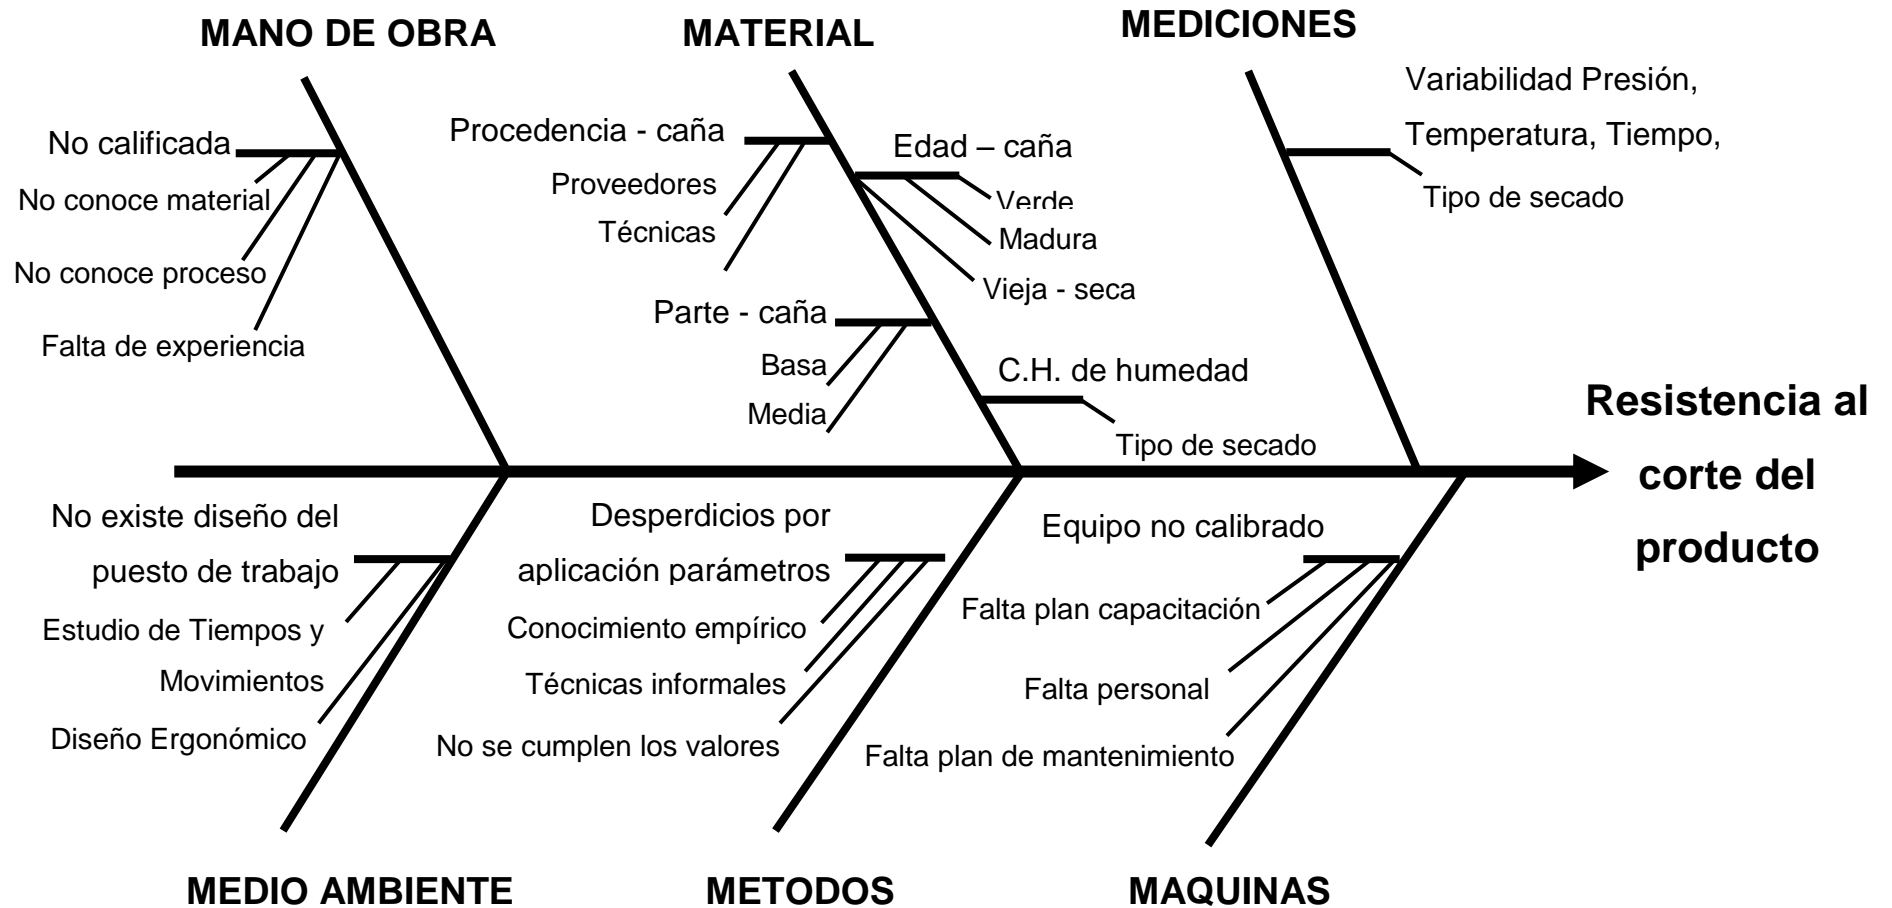 MANO DE OBRA
MATERIAL
MEDICIONES
No calificada
No conoce material
No conoce proceso
Falta de experiencia
Procedencia - caña
Proveedores
Técnicas
Edad – caña
Verde
Madura
Vieja - seca
Parte - caña
Basa
Media
C.H. de humedad
Tipo de secado
Variabilidad Presión,
Temperatura, Tiempo,
Tipo de secado
Resistencia al
corte del
producto
No existe diseño del
puesto de trabajo
Estudio de Tiempos y
Movimientos
Diseño Ergonómico
Desperdicios por
aplicación parámetros
Conocimiento empírico
Técnicas informales
No se cumplen los valores
Equipo no calibrado
Falta plan capacitación
Falta personal
Falta plan de mantenimiento
MEDIO AMBIENTE
METODOS
MAQUINAS